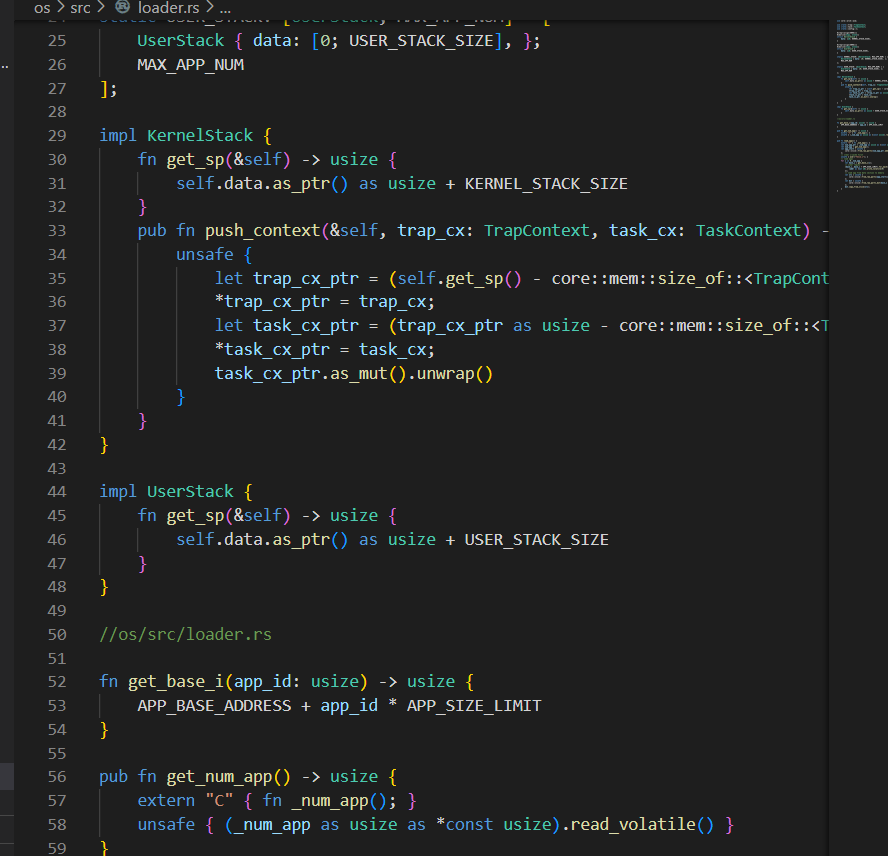 os > src > loader.rs > ...
25 UserStack { data: [0; USER_STACK_SIZE], };
26 MAX_APP_NUM
27 ];
28
29 impl KernelStack {
30 fn get_sp(&self) -> usize {
31 self.data.as_ptr() as usize + KERNEL_STACK_SIZE
32 }
33 pub fn push_context(&self, trap_cx: TrapContext, task_cx: TaskContext) -
34 unsafe {
35 let trap_cx_ptr = (self.get_sp() - core::mem::size_of::<TrapCont
36 *trap_cx_ptr = trap_cx;
37 let task_cx_ptr = (trap_cx_ptr as usize - core::mem::size_of::<T
38 *task_cx_ptr = task_cx;
39 task_cx_ptr.as_mut().unwrap()
40 }
41 }
42 }
43
44 impl UserStack {
45 fn get_sp(&self) -> usize {
46 self.data.as_ptr() as usize + USER_STACK_SIZE
47 }
48 }
49
50 //os/src/loader.rs
51
52 fn get_base_i(app_id: usize) -> usize {
53 APP_BASE_ADDRESS + app_id * APP_SIZE_LIMIT
54 }
55
56 pub fn get_num_app() -> usize {
57 extern "C" { fn _num_app(); }
58 unsafe { (_num_app as usize as *const usize).read_volatile() }
59 }